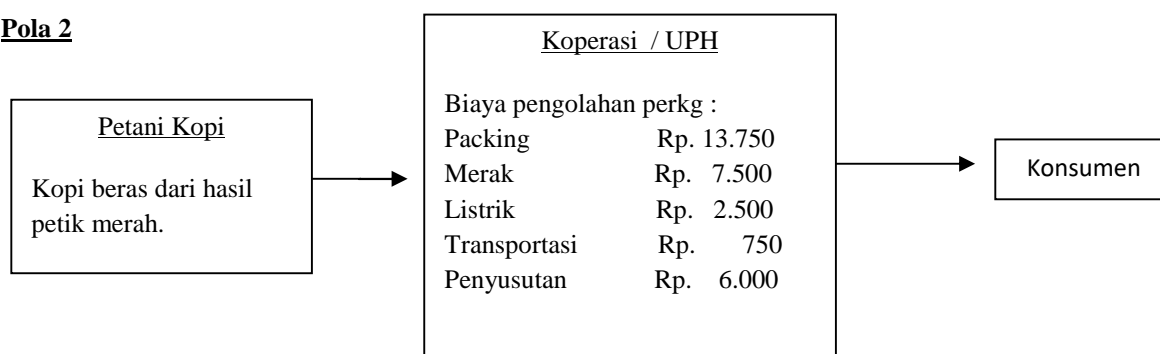 Pola 2
Petani Kopi
Kopi beras dari hasil
petik merah.
Koperasi / UPH
Biaya pengolahan perkg :
Packing Rp. 13.750
Merak Rp. 7.500
Listrik Rp. 2.500
Transportasi Rp. 750
Penyusutan Rp. 6.000
Konsumen